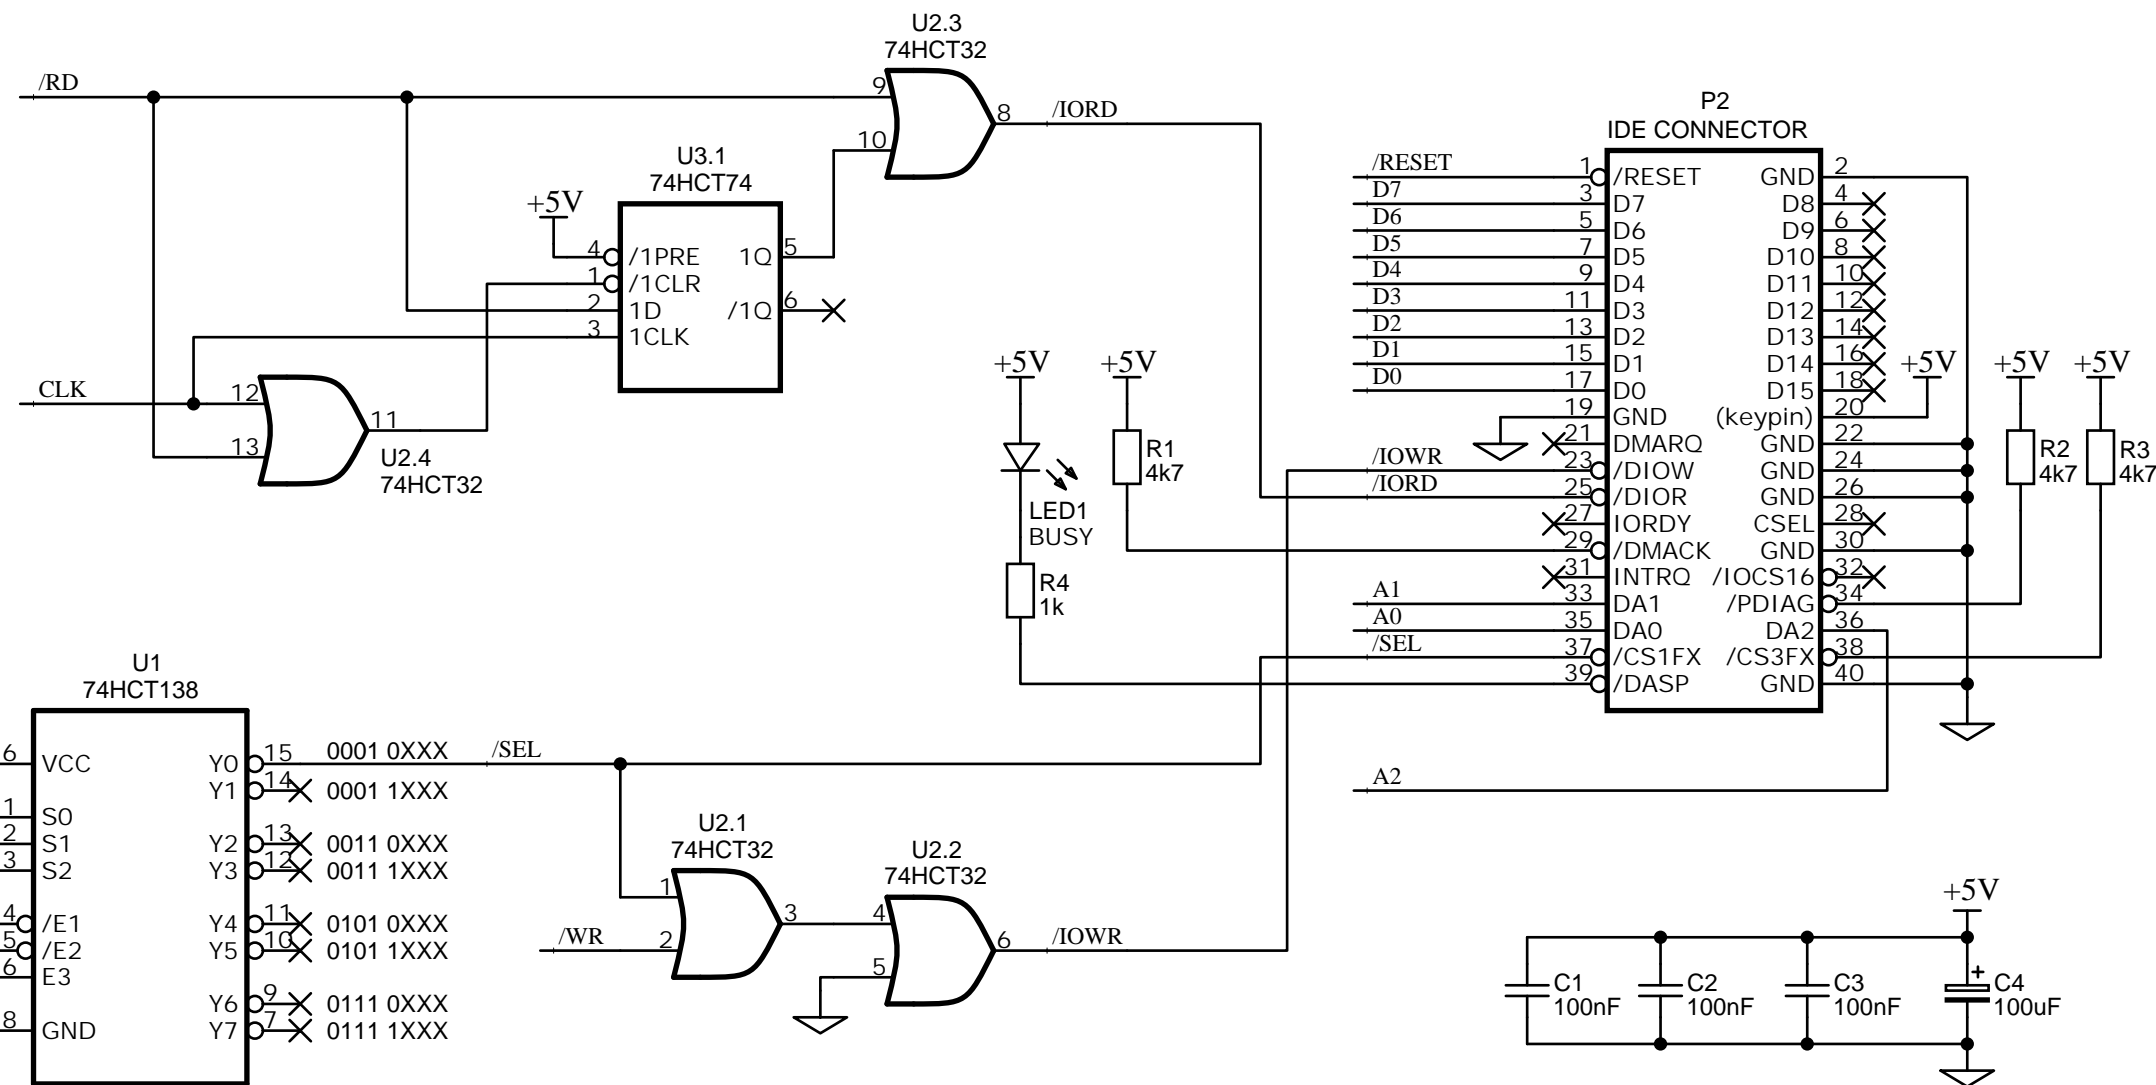 U2.3
74HCT32
/RD
9
10
8
/IORD
U3.1
74HCT74
+5V
4 /1PRE 1Q 5
1 /1CLR
2 1D /1Q 6
3 1CLK
CLK
12
13
11
U2.4
74HCT32
P2
IDE CONNECTOR
/RESET 1 /RESET GND 2
D7 3 D7 D8 4
D6 5 D6 D9 6
D5 7 D5 D10 8
D4 9 D4 D11 10
D3 11 D3 D12 12
D2 13 D2 D13 14
D1 15 D1 D14 16
D0 17 D0 D15 18
19 GND (keypin) 20
21 DMARQ GND 22
/IOWR 23 /DIOW GND 24
/IORD 25 /DIOR GND 26
27 IORDY CSEL 28
29 /DMACK GND 30
31 INTRQ /IOCS16 32
A1 33 DA1 /PDIAG 34
A0 35 DA0 DA2 36
/SEL 37 /CS1FX /CS3FX 38
39 /DASP GND 40
A2
+5V
+5V
+5V
+5V
+5V
LED1
BUSY
R1
4k7
R2
4k7
R3
4k7
R4
1k
U1
74HCT138
6 VCC Y0 15 0001 0XXX
Y1 14 0001 1XXX
1 S0
2 S1 Y2 13 0011 0XXX
3 S2 Y3 12 0011 1XXX
4 /E1 Y4 11 0101 0XXX
5 /E2 Y5 10 0101 1XXX
6 E3
Y6 9 0111 0XXX
8 GND Y7 7 0111 1XXX
/SEL
U2.1
74HCT32
1
/WR 2
3
U2.2
74HCT32
4
5
6
/IOWR
+5V
C1
100nF
C2
100nF
C3
100nF
+
C4
100uF